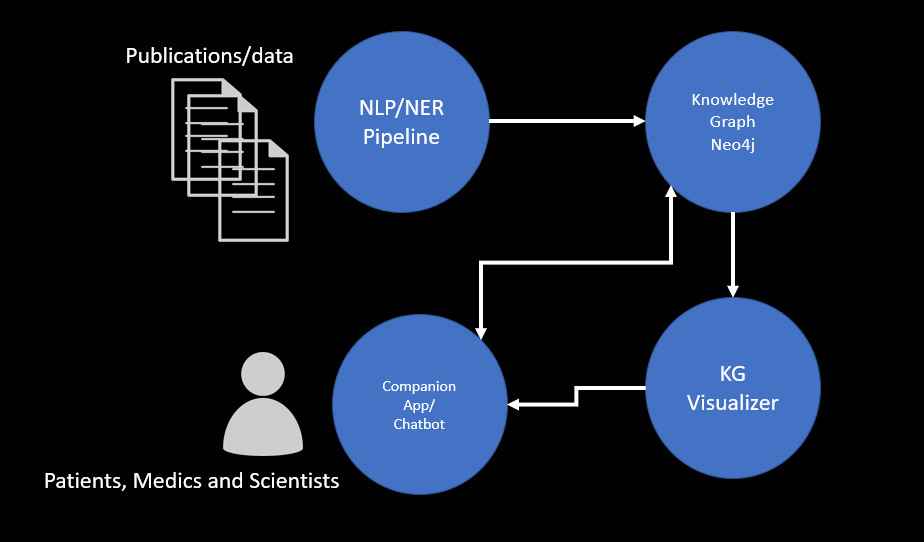 Publications/data
NLP/NER
Pipeline
Knowledge
Graph
Neo4j
Companion
App/
Chatbot
KG
Visualizer
Patients, Medics and Scientists